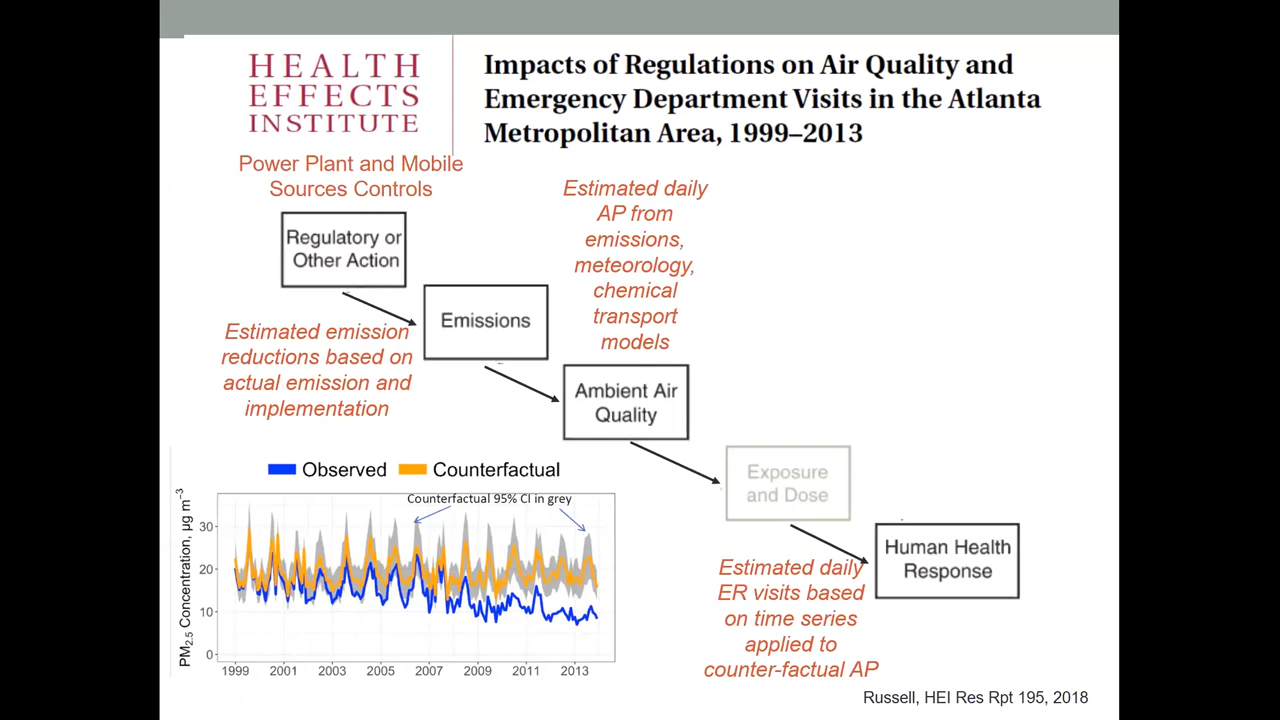 HEALTH
EFFECTS
INSTITUTE
Impacts of Regulations on Air Quality and
Emergency Department Visits in the Atlanta
Metropolitan Area, 1999–2013
Power Plant and Mobile
Sources Controls
Regulatory or
Other Action
Estimated daily
AP from
emissions,
meteorology,
chemical
transport
models
Emissions
Estimated emission
reductions based on
actual emission and
implementation
Ambient Air
Quality
Exposure
and Dose
Human Health
Response
Estimated daily
ER visits based
on time series
applied to
counter-factual AP
Observed Counterfactual
Counterfactual 95% CI in grey
PM2.5 Concentration, µg m−3
30
20
10
0
1999 2001 2003 2005 2007 2009 2011 2013
Russell, HEI Res Rpt 195, 2018